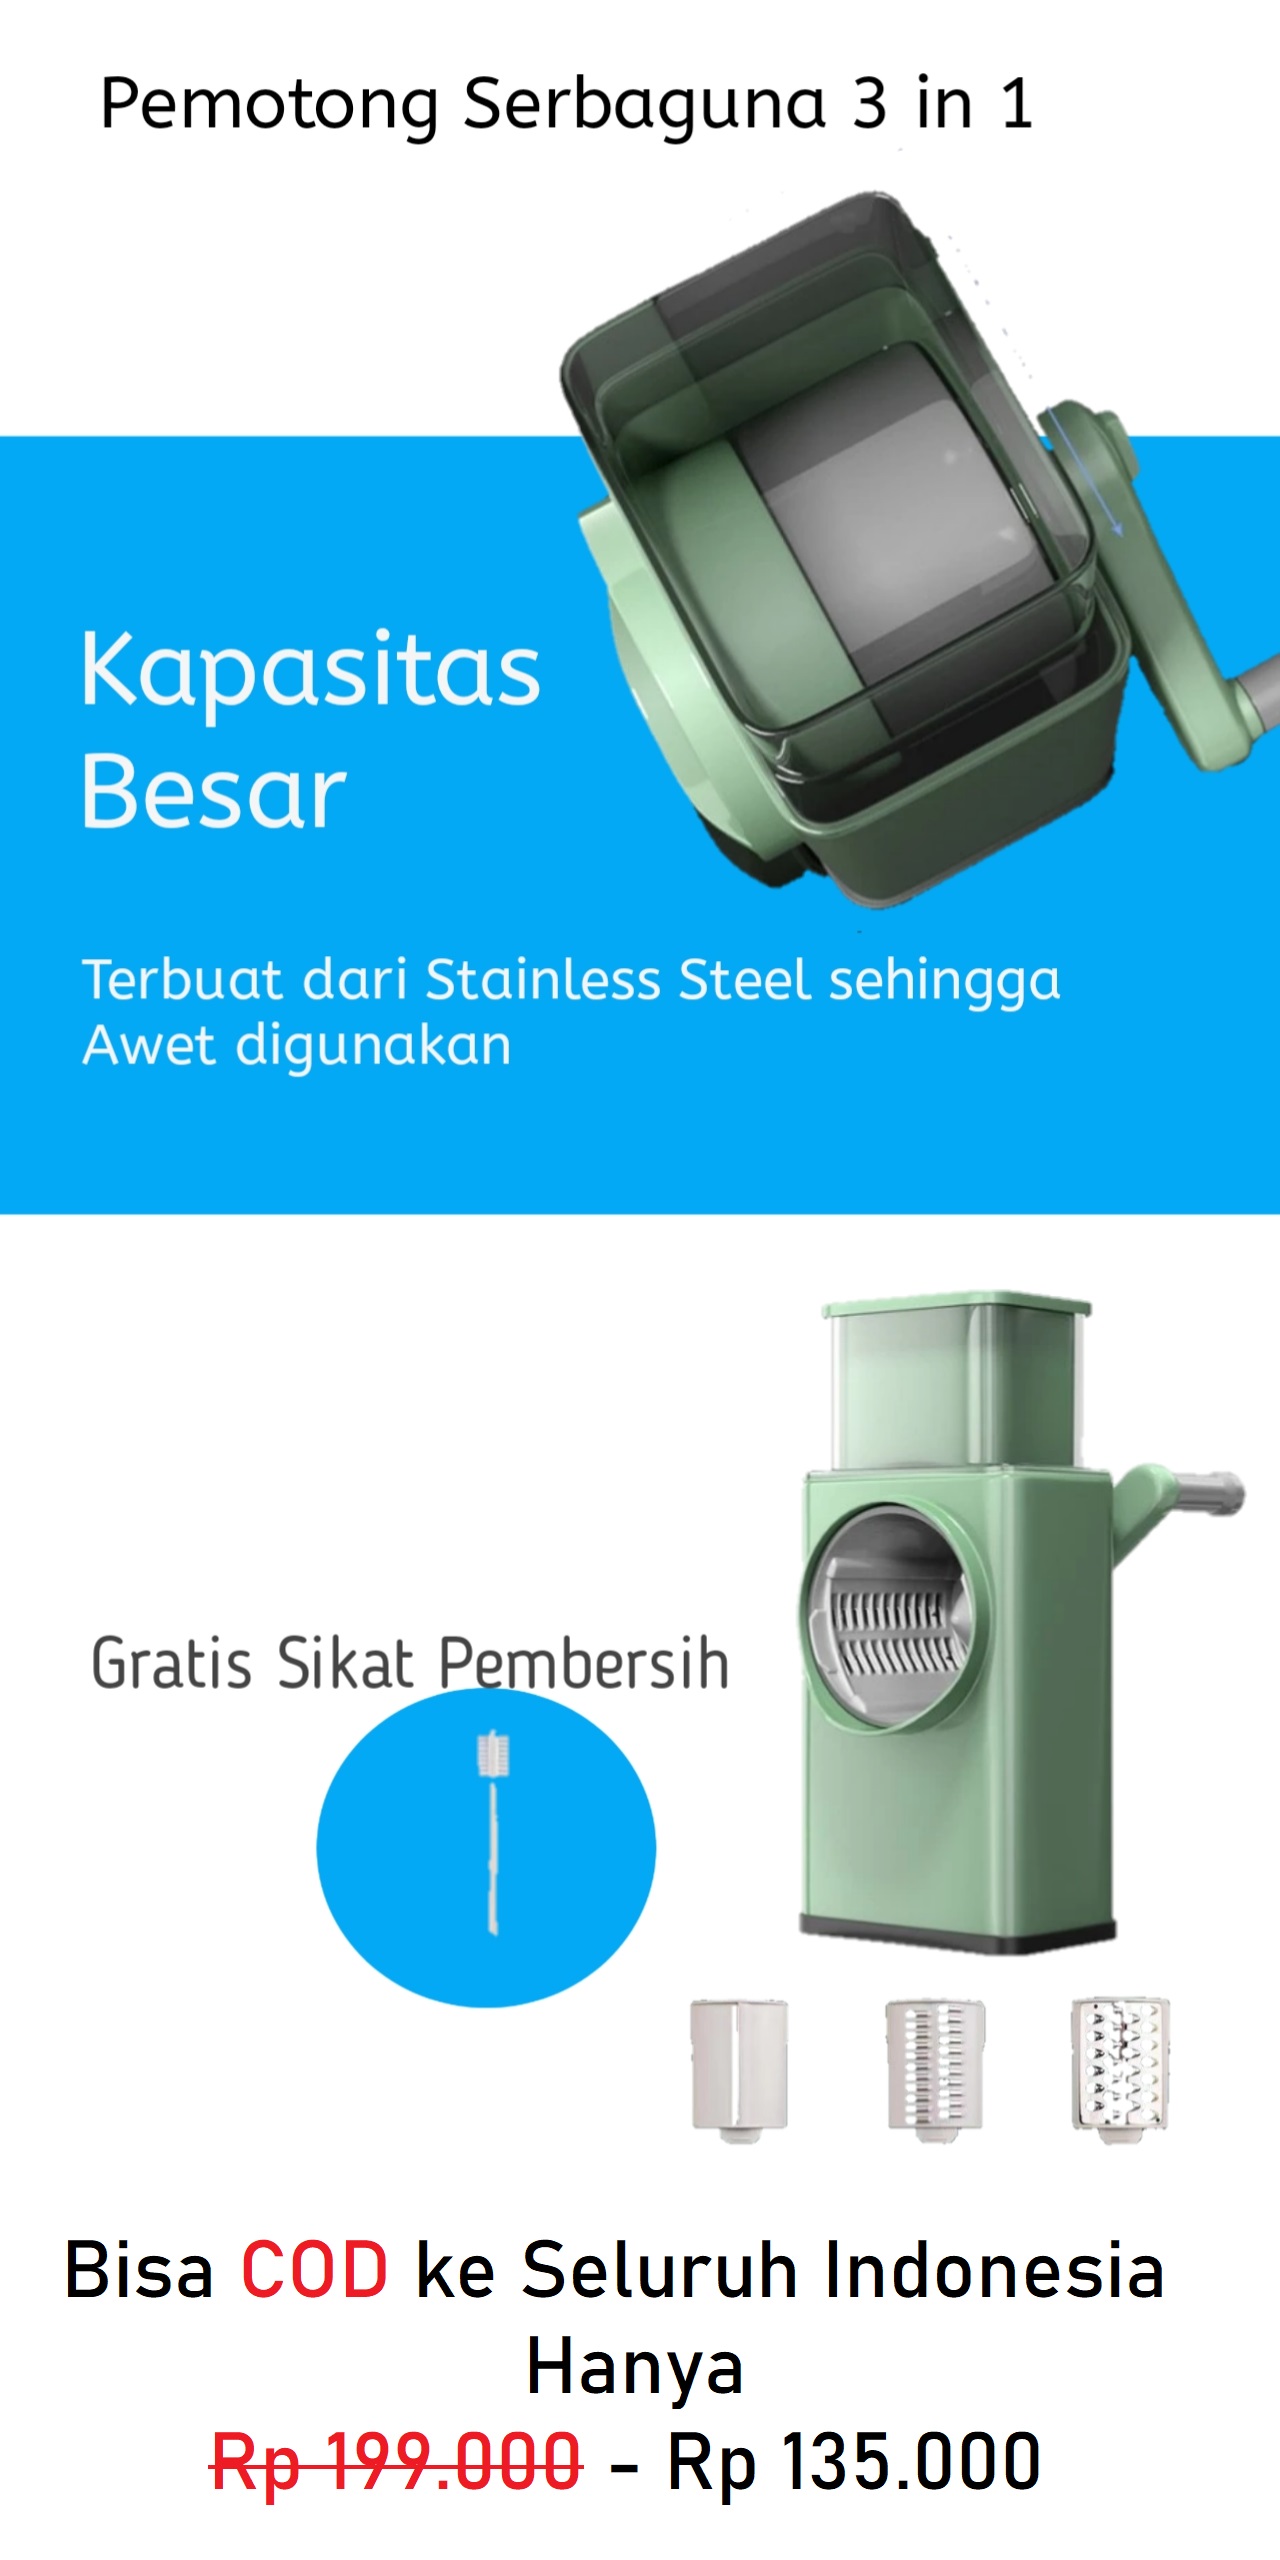 Pemotong Serbaguna 3 in 1
Kapasitas
Besar
Terbuat dari Stainless Steel sehingga
Awet digunakan
Gratis Sikat Pembersih
Bisa COD ke Seluruh Indonesia
Hanya
Rp 199.000 - Rp 135.000